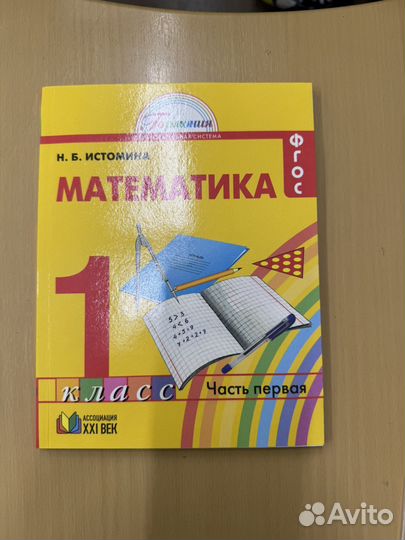 Гармония
Н. Б. ИСТОМИНА
МАТЕМАТИКА
ФГОС
1
класс
Часть первая
АССОЦИАЦИЯ
XXI ВЕК
Avito